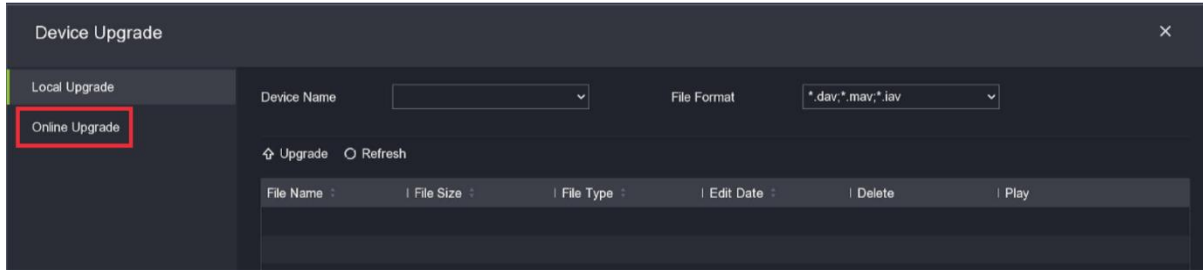 Device Upgrade
Local Upgrade
Online Upgrade
Device Name
File Format *.dav;*.mav;*.iav
Upgrade Refresh
File Name File Size File Type Edit Date Delete Play